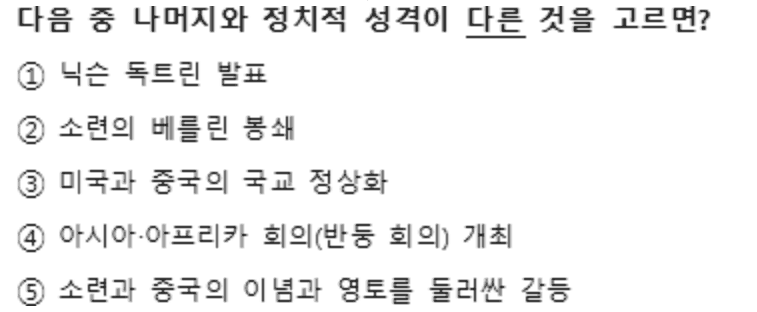 다음 중 나머지와 정치적 성격이 다른 것을 고르면?
① 닉슨 독트린 발표
② 소련의 베를린 봉쇄
③ 미국과 중국의 국교 정상화
④ 아시아·아프리카 회의(반둥 회의) 개최
⑤ 소련과 중국의 이념과 영토를 둘러싼 갈등